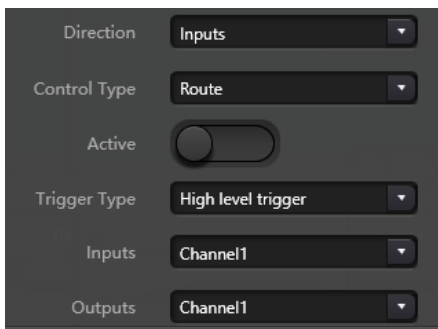 Direction Inputs
Control Type Route
Active
Trigger Type High level trigger
Inputs Channel1
Outputs Channel1